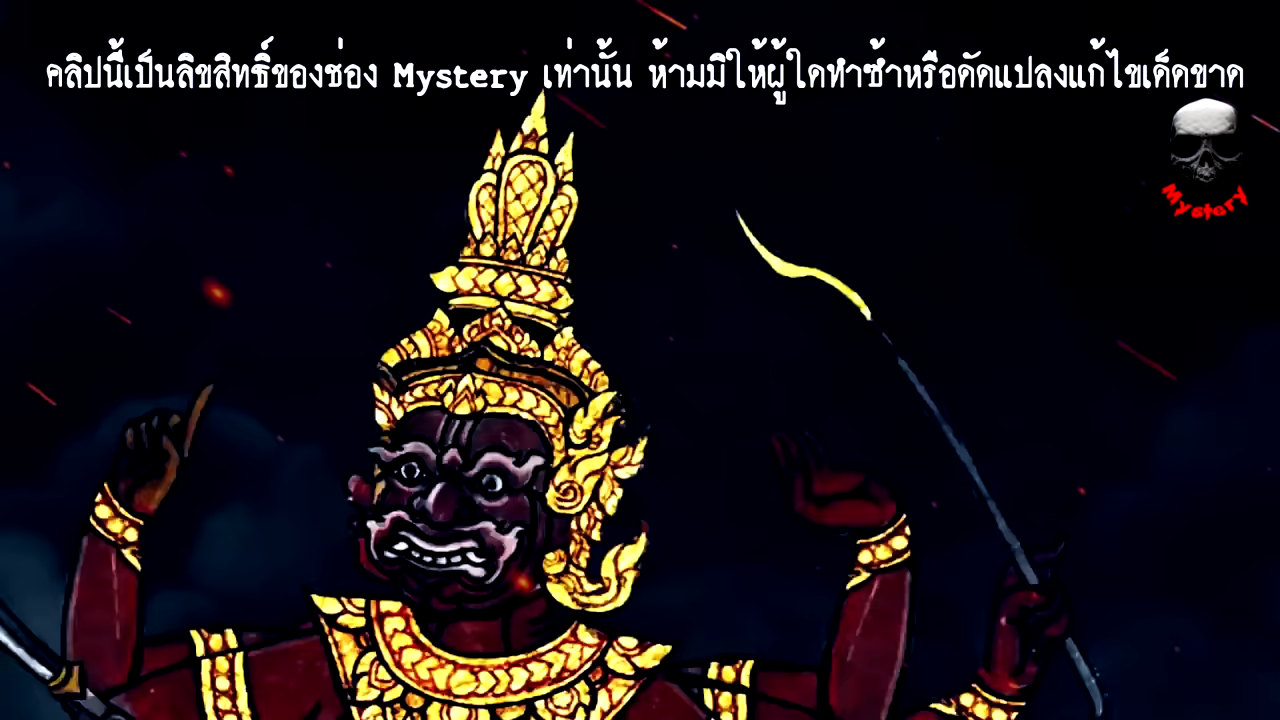 คลิปนี้เป็นลิขสิทธิ์ของช่อง Mystery เท่านั้น ห้ามมิให้ผู้ใดทำซ้ำหรือดัดแปลงแก้ไขเด็ดขาด
Mystery